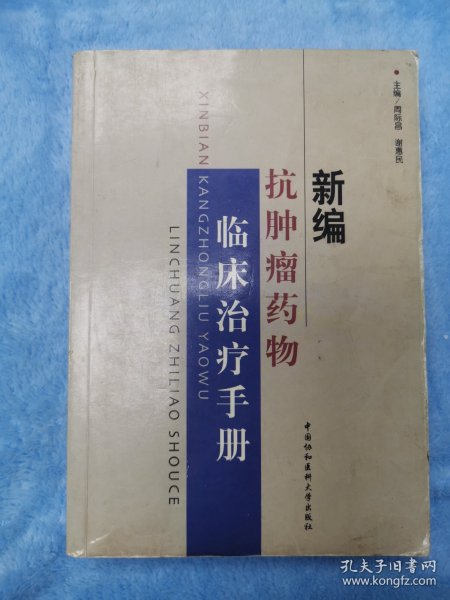 主编/周际昌 谢惠民
新编
抗肿瘤药物
临床治疗手册
XINBIAN KANGZHONGLIU YAOWU
LINCHUANG ZHILIAO SHOUCE
中国协和医科大学出版社
孔夫子旧书网
www.kongfz.com